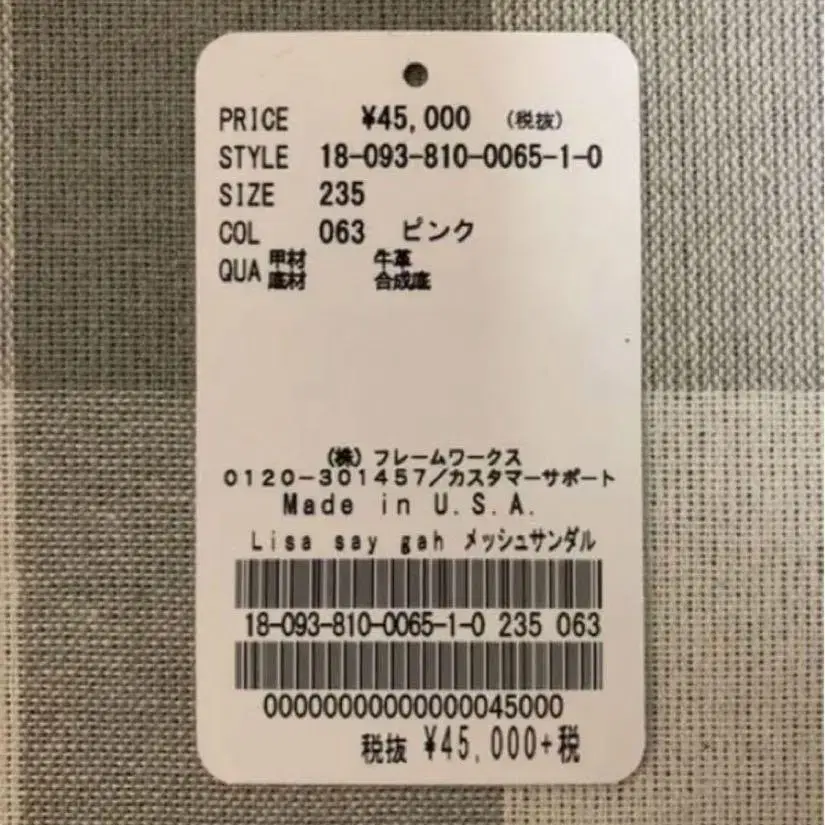 PRICE ¥45,000 (税抜)
STYLE 18-093-810-0065-1-0
SIZE 235
COL 063 ピンク
QUA 甲材 牛革
底材 合成底
(株) フレームワークス
0120-301457/カスタマーサポート
Made in U.S.A.
Lisa say gah メッシュサンダル
18-093-810-0065-1-0 235 063
00000000000000045000
税抜 ¥45,000+税